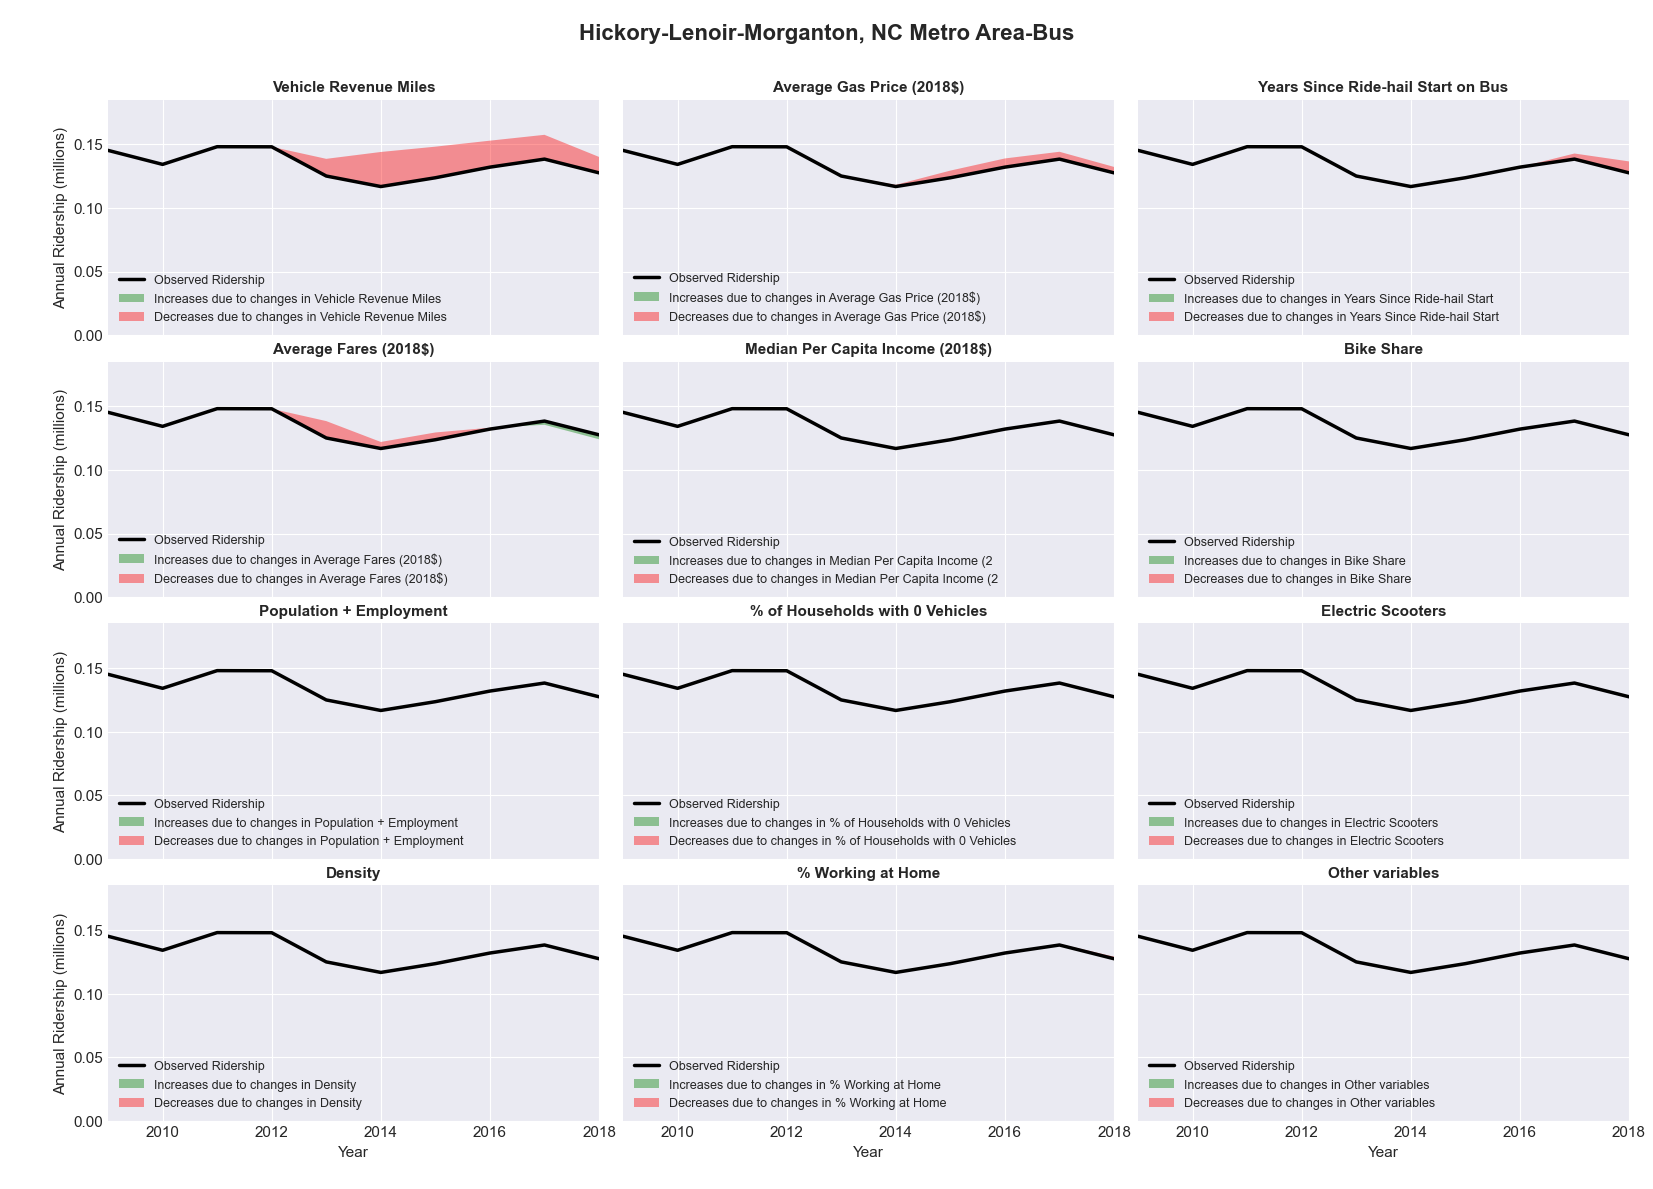 Hickory-Lenoir-Morganton, NC Metro Area-Bus
Vehicle Revenue Miles
Annual Ridership (millions)
0.15
0.10
0.05
0.00
Observed Ridership
Increases due to changes in Vehicle Revenue Miles
Decreases due to changes in Vehicle Revenue Miles
Average Gas Price (2018$)
Observed Ridership
Increases due to changes in Average Gas Price (2018$)
Decreases due to changes in Average Gas Price (2018$)
Years Since Ride-hail Start on Bus
Observed Ridership
Increases due to changes in Years Since Ride-hail Start
Decreases due to changes in Years Since Ride-hail Start
Average Fares (2018$)
Annual Ridership (millions)
0.15
0.10
0.05
0.00
Observed Ridership
Increases due to changes in Average Fares (2018$)
Decreases due to changes in Average Fares (2018$)
Median Per Capita Income (2018$)
Observed Ridership
Increases due to changes in Median Per Capita Income (2
Decreases due to changes in Median Per Capita Income (2
Bike Share
Observed Ridership
Increases due to changes in Bike Share
Decreases due to changes in Bike Share
Population + Employment
Annual Ridership (millions)
0.15
0.10
0.05
0.00
Observed Ridership
Increases due to changes in Population + Employment
Decreases due to changes in Population + Employment
% of Households with 0 Vehicles
Observed Ridership
Increases due to changes in % of Households with 0 Vehicles
Decreases due to changes in % of Households with 0 Vehicles
Electric Scooters
Observed Ridership
Increases due to changes in Electric Scooters
Decreases due to changes in Electric Scooters
Density
Annual Ridership (millions)
0.15
0.10
0.05
0.00
Observed Ridership
Increases due to changes in Density
Decreases due to changes in Density
2010 2012 2014 2016 2018
Year
% Working at Home
Observed Ridership
Increases due to changes in % Working at Home
Decreases due to changes in % Working at Home
2010 2012 2014 2016 2018
Year
Other variables
Observed Ridership
Increases due to changes in Other variables
Decreases due to changes in Other variables
2010 2012 2014 2016 2018
Year